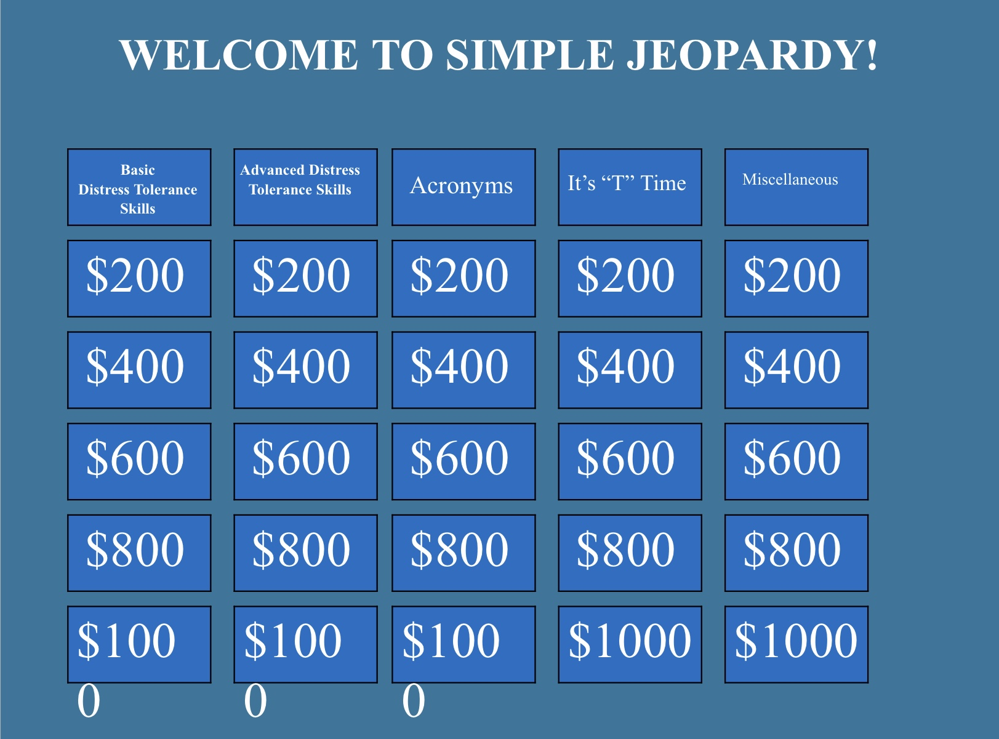 WELCOME TO SIMPLE JEOPARDY!
Basic
Distress Tolerance
Skills
Advanced Distress
Tolerance Skills
Acronyms
It’s “T” Time
Miscellaneous
$200 $200 $200 $200 $200
$400 $400 $400 $400 $400
$600 $600 $600 $600 $600
$800 $800 $800 $800 $800
$100 $100 $100 $1000 $1000
0 0 0